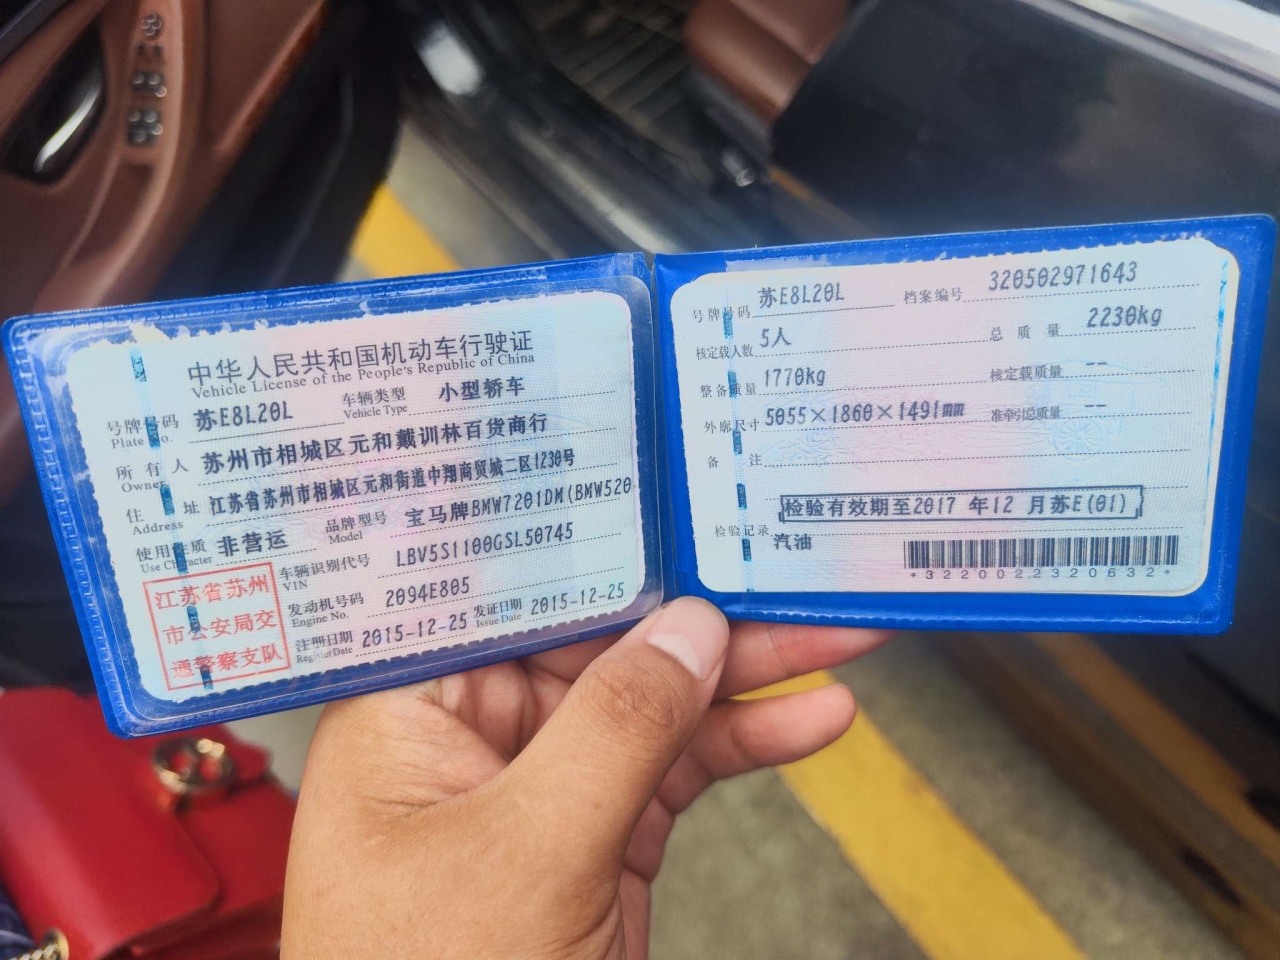 中华人民共和国机动车行驶证
Vehicle License of the People's Republic of China
号牌号码 苏E8L20L 车辆类型 小型轿车
Plate No. Vehicle Type
所有人 苏州市相城区元和戴训林百货商行
Owner
住址 江苏省苏州市相城区元和街道中翔商贸城二区1230号
Address
使用性质 非营运 品牌型号 宝马牌BMW7201DM(BMW520
Use Character Model
江苏省苏州
市公安局交
通警察支队
车辆识别代号 LBV5S1100GSL50745
VIN
发动机号码 2094E805
Engine No.
注册日期 2015-12-25 发证日期 2015-12-25
Register Date Issue Date
号牌号码 苏E8L20L 档案编号 320502971643
核定载人数 5人 总质量 2230kg
整备质量 1770kg 核定载质量 --
外廓尺寸 5055×1860×1491mm 准牵引总质量 --
备注
检验有效期至2017 年12 月苏E(01)
检验记录
汽油
*3220022320632*